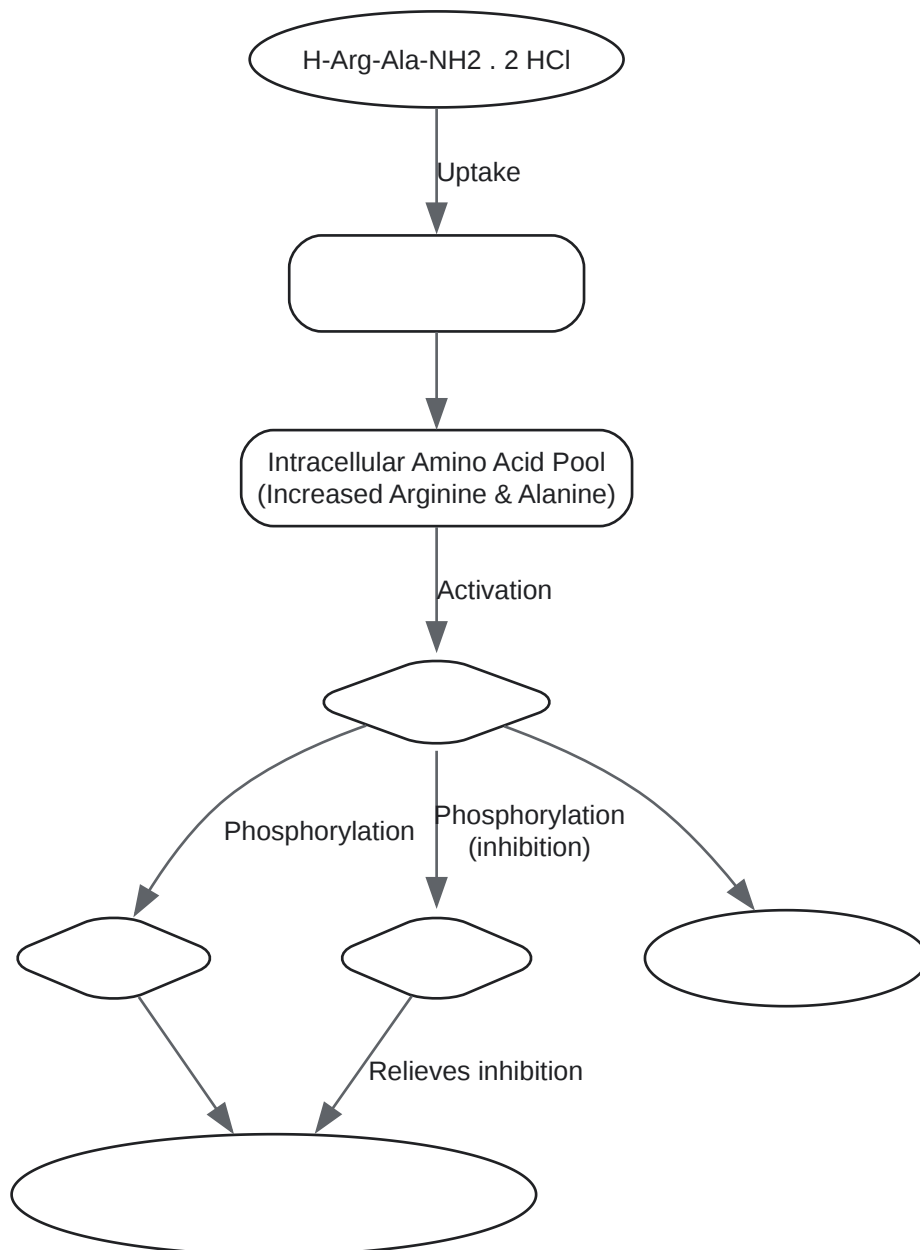 H-Arg-Ala-NH2 . 2 HCl
Uptake
Intracellular Amino Acid Pool
(Increased Arginine & Alanine)
Activation
Phosphorylation
Phosphorylation
(inhibition)
Relieves inhibition